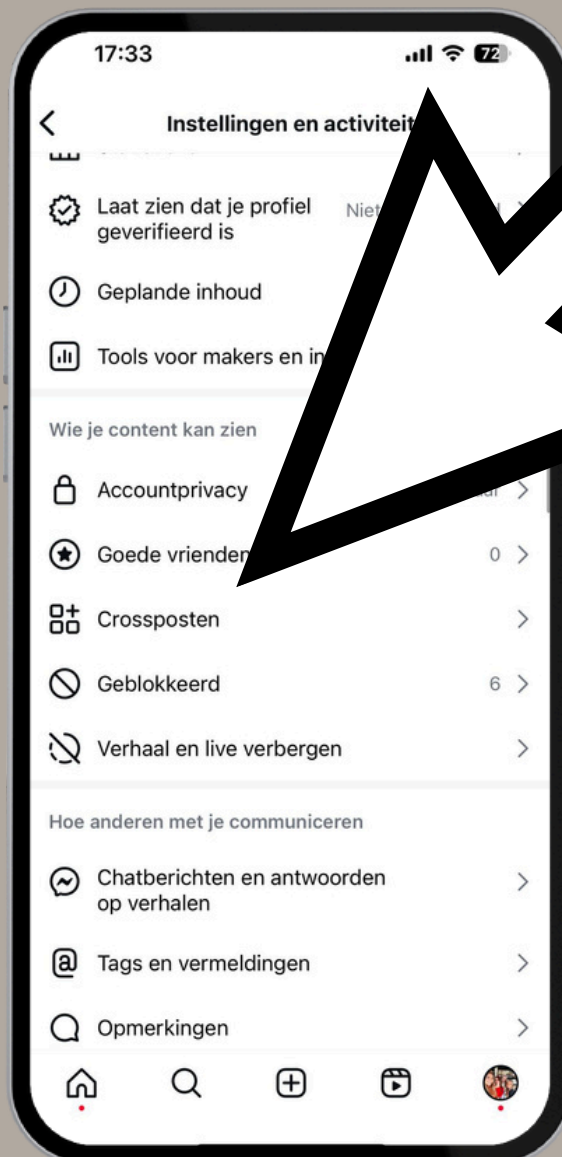 17:33
72
Instellingen en activiteit
Laat zien dat je profiel
geverifieerd is
Geplande inhoud
Tools voor makers en
Wie je content kan zien
Accountprivacy
Goede vrienden
0
Crossposten
Geblokkeerd
6
Verhaal en live verbergen
Hoe anderen met je communiceren
Chatberichten en antwoorden
op verhalen
Tags en vermeldingen
Opmerkingen